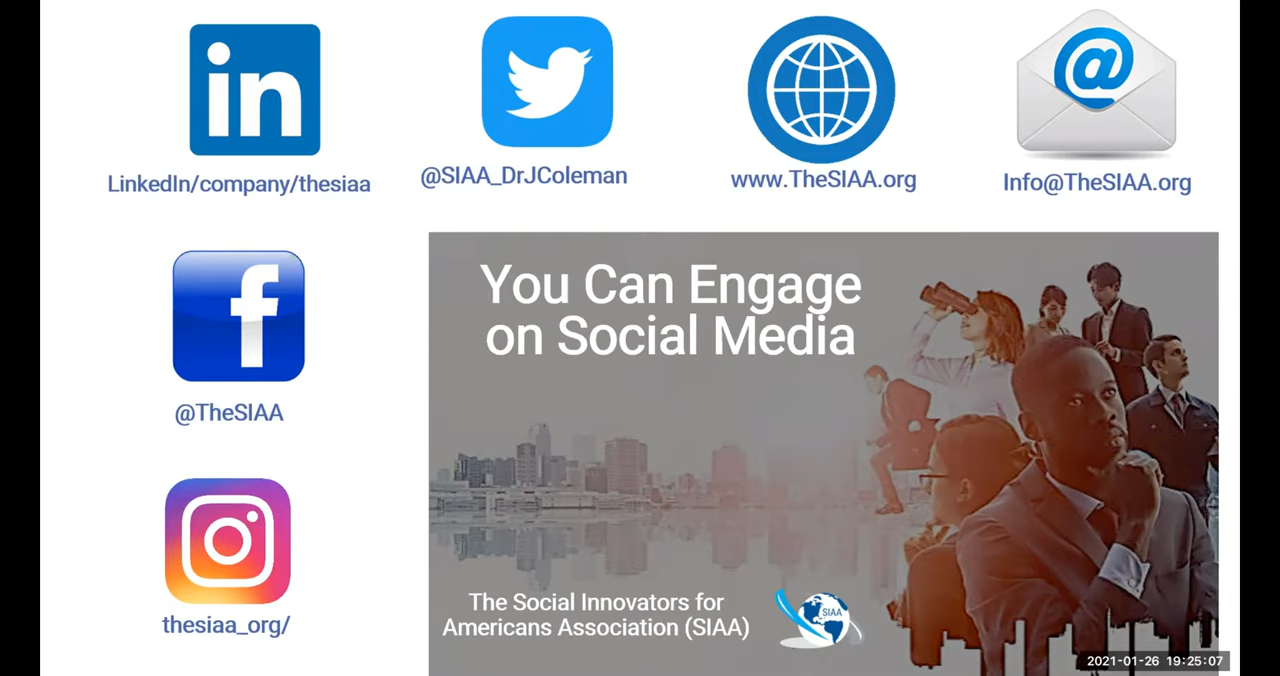 in
LinkedIn/company/thesiaa
@SIAA_DrJColeman
www.TheSIAA.org
@
Info@TheSIAA.org
f
@TheSIAA
thesiaa_org/
You Can Engage
on Social Media
The Social Innovators for
Americans Association (SIAA)
SIAA
2021-01-26 19:25:07